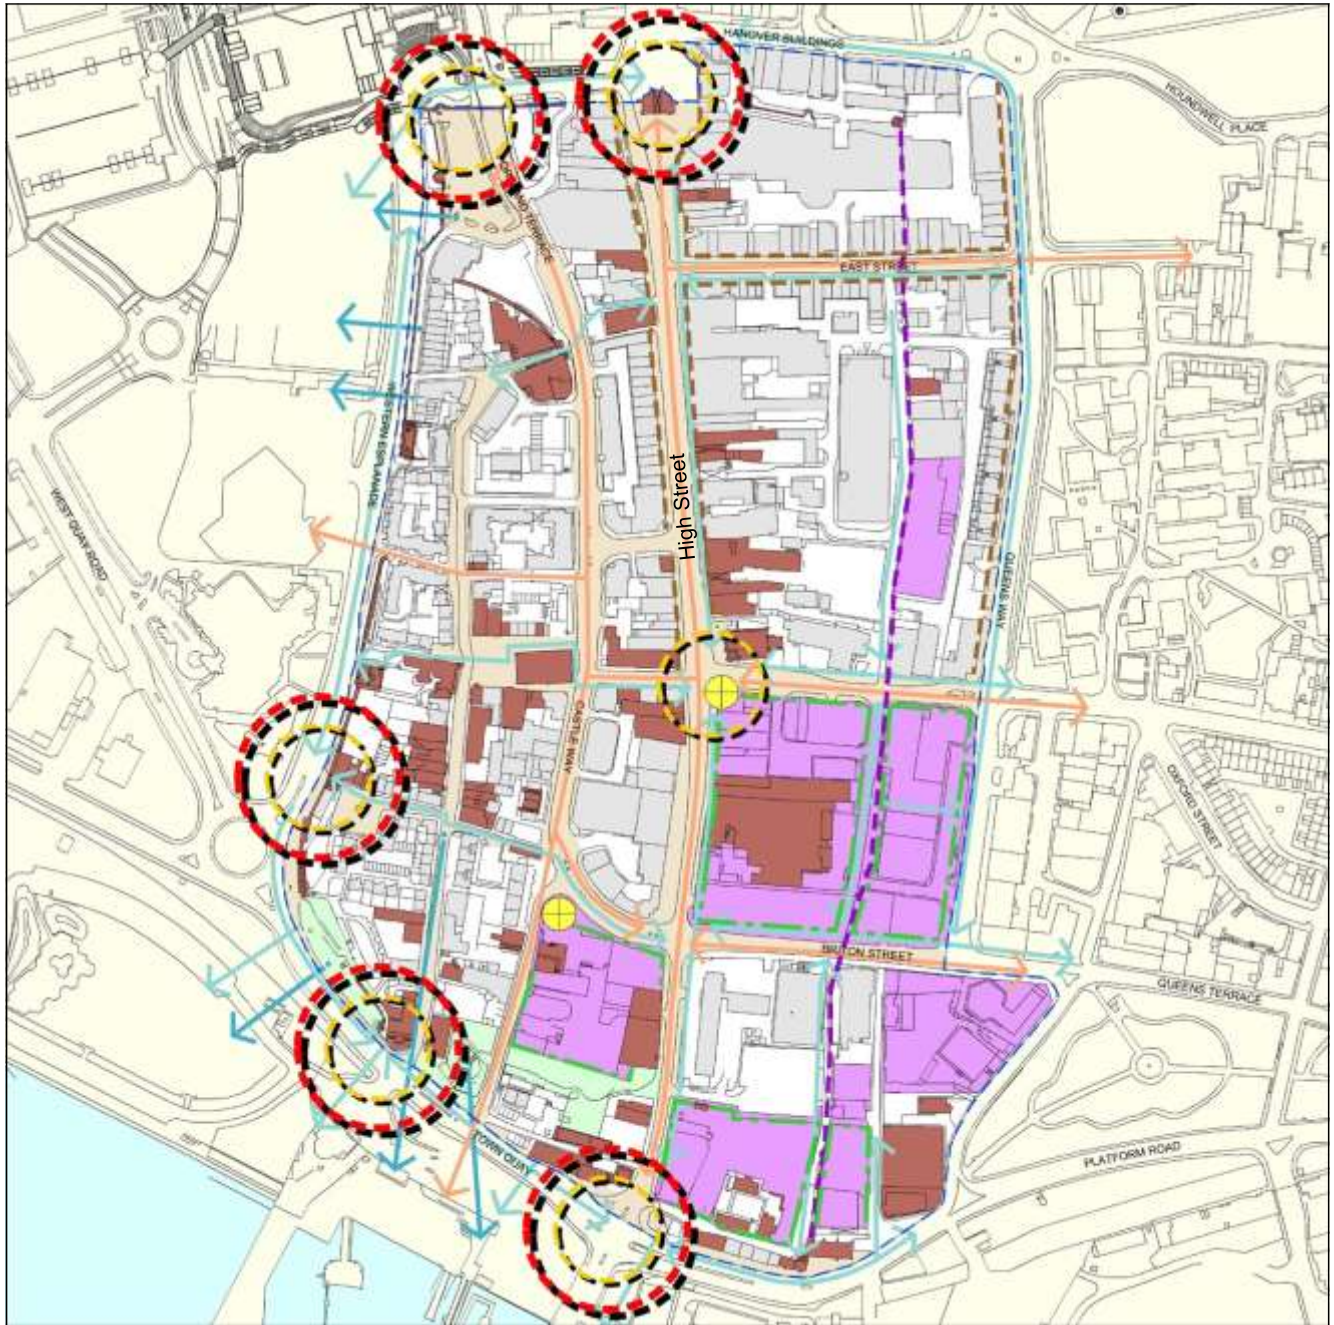 HANOVER BUILDINGS
HOUNDWELL PLACE
EAST STREET
WESTERN ESPLANADE
High Street
WEST QUAY ROAD
QUEENS WAY
CASTLE WAY
OXFORD STREET
BRITON STREET
QUEENS TERRACE
TOWN QUAY
PLATFORM ROAD